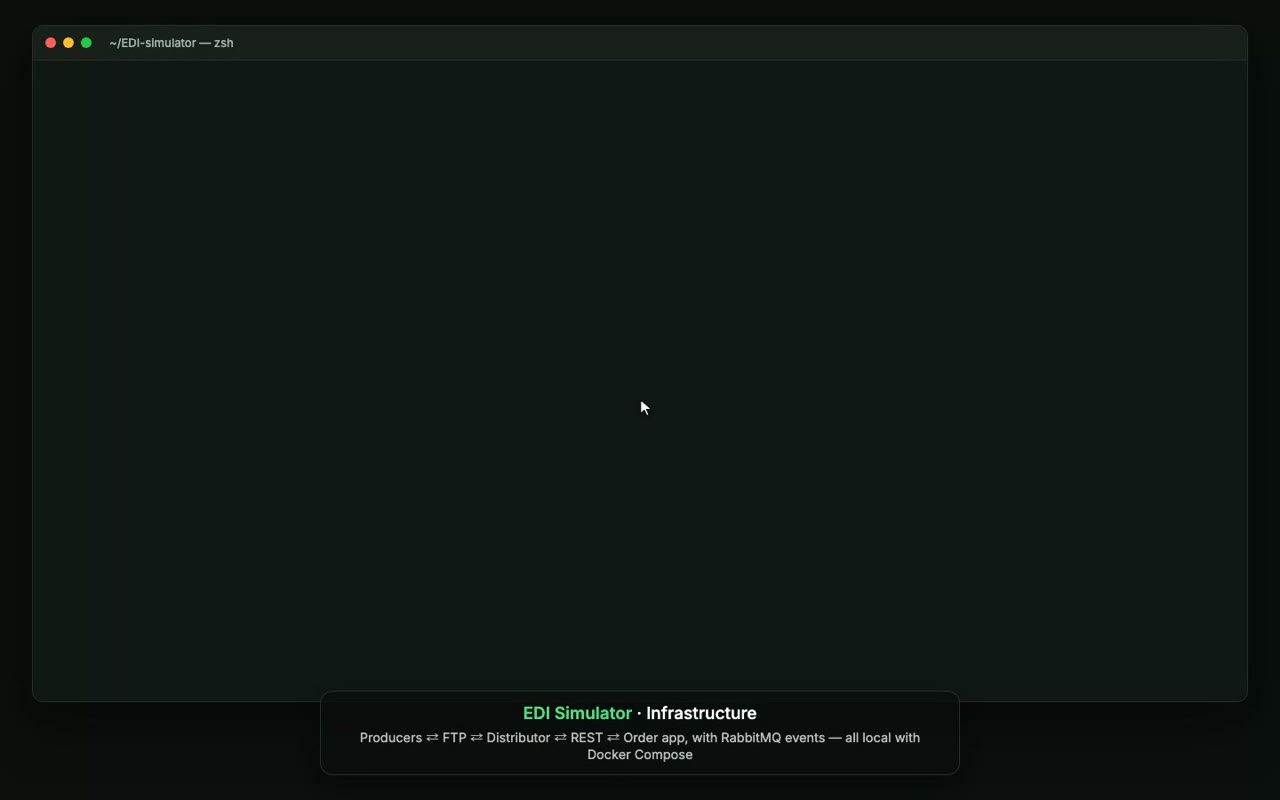 ~/EDI-simulator — zsh
EDI Simulator · Infrastructure
Producers ⇄ FTP ⇄ Distributor ⇄ REST ⇄ Order app, with RabbitMQ events — all local with
Docker Compose